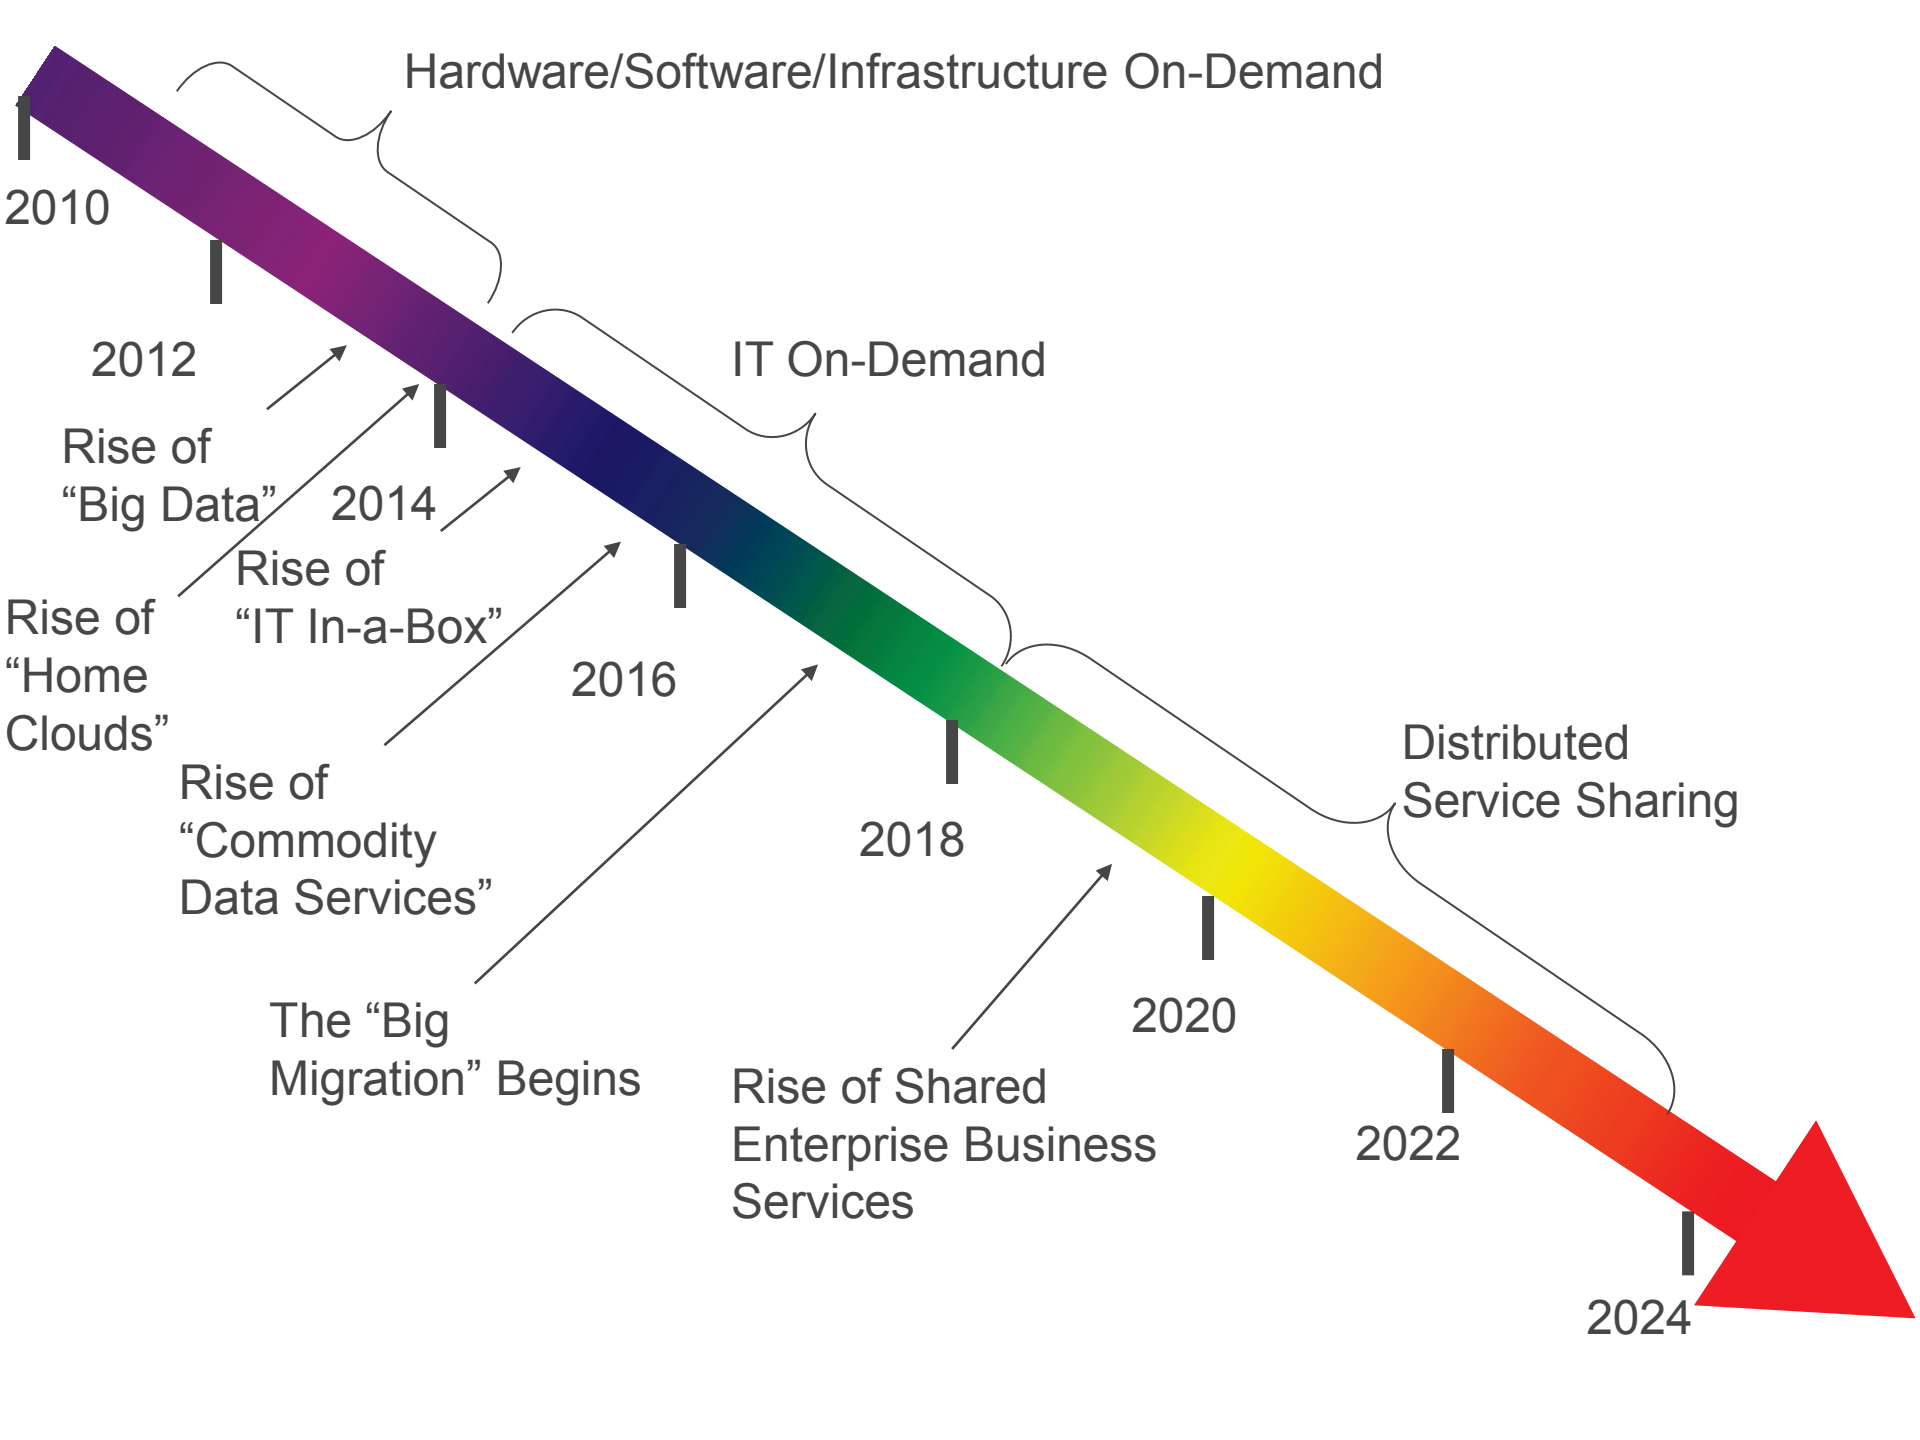 Hardware/Software/Infrastructure On-Demand
2010
2012
IT On-Demand
Rise of
“Big Data”
2014
Rise of
“IT In-a-Box”
Rise of
“Home
Clouds”
2016
Distributed
Service Sharing
Rise of
“Commodity
Data Services”
2018
The “Big
Migration” Begins
2020
Rise of Shared
Enterprise Business
Services
2022
2024